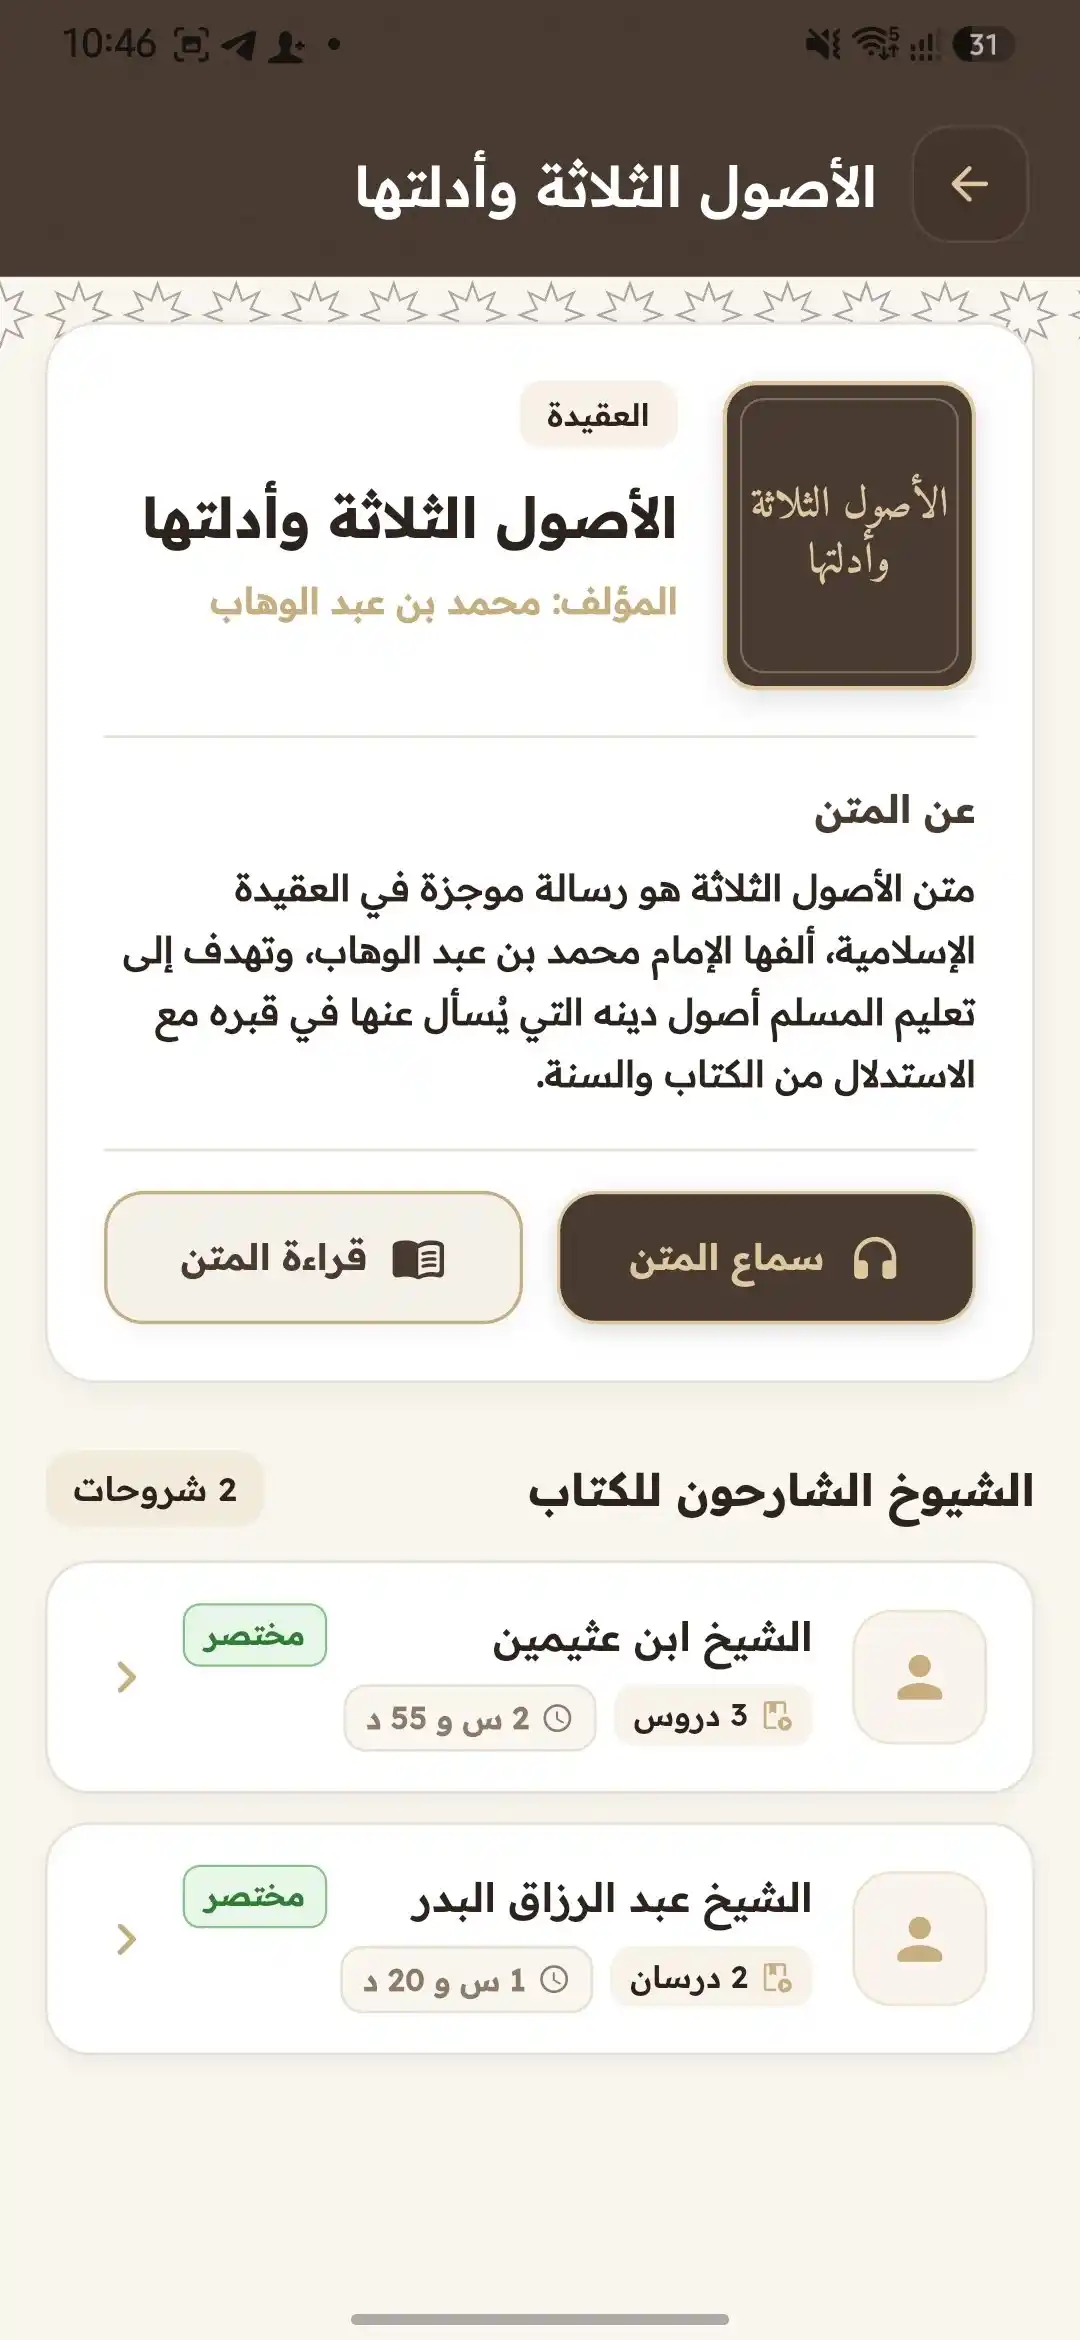 10:46
5
31
الأصول الثلاثة وأدلتها
الأصول الثلاثة
وأدلتها
العقيدة
الأصول الثلاثة وأدلتها
المؤلف: محمد بن عبد الوهاب
عن المتن
متن الأصول الثلاثة هو رسالة موجزة في العقيدة
الإسلامية، ألفها الإمام محمد بن عبد الوهاب، وتهدف إلى
تعليم المسلم أصول دينه التي يُسأل عنها في قبره مع
الاستدلال من الكتاب والسنة.
سماع المتن
قراءة المتن
الشيوخ الشارحون للكتاب
2 شروحات
الشيخ ابن عثيمين
مختصر
3 دروس
2 س و 55 د
الشيخ عبد الرزاق البدر
مختصر
2 درسان
1 س و 20 د